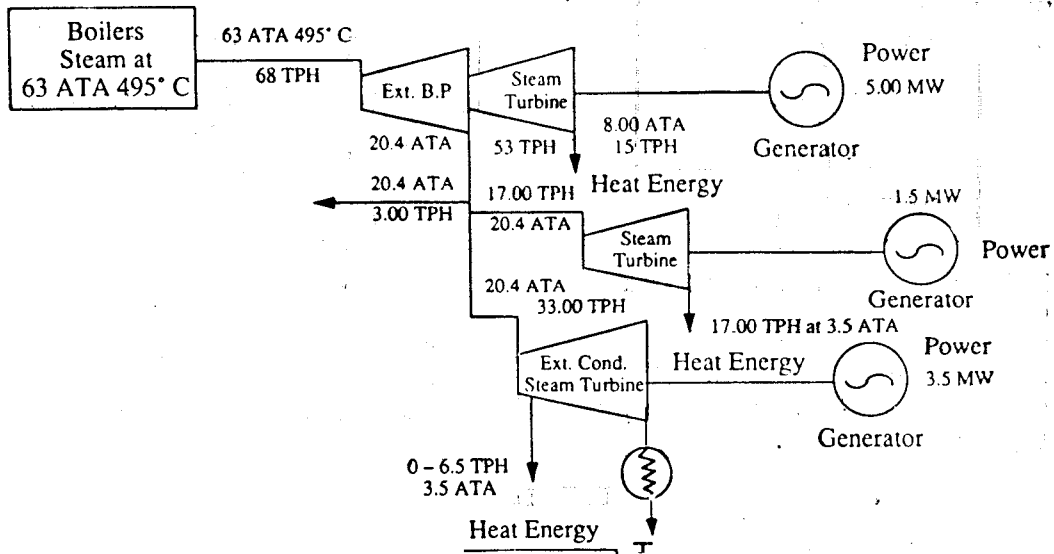 Boilers
Steam at
63 ATA 495° C
63 ATA 495° C
68 TPH
Ext. B.P
Steam
Turbine
Power
5.00 MW
Generator
20.4 ATA
53 TPH
8.00 ATA
15 TPH
Heat Energy
20.4 ATA
3.00 TPH
17.00 TPH
20.4 ATA
Steam
Turbine
1.5 MW
Power
Generator
20.4 ATA
33.00 TPH
17.00 TPH at 3.5 ATA
Heat Energy
Ext. Cond.
Steam Turbine
Power
3.5 MW
Generator
0 – 6.5 TPH
3.5 ATA
Heat Energy